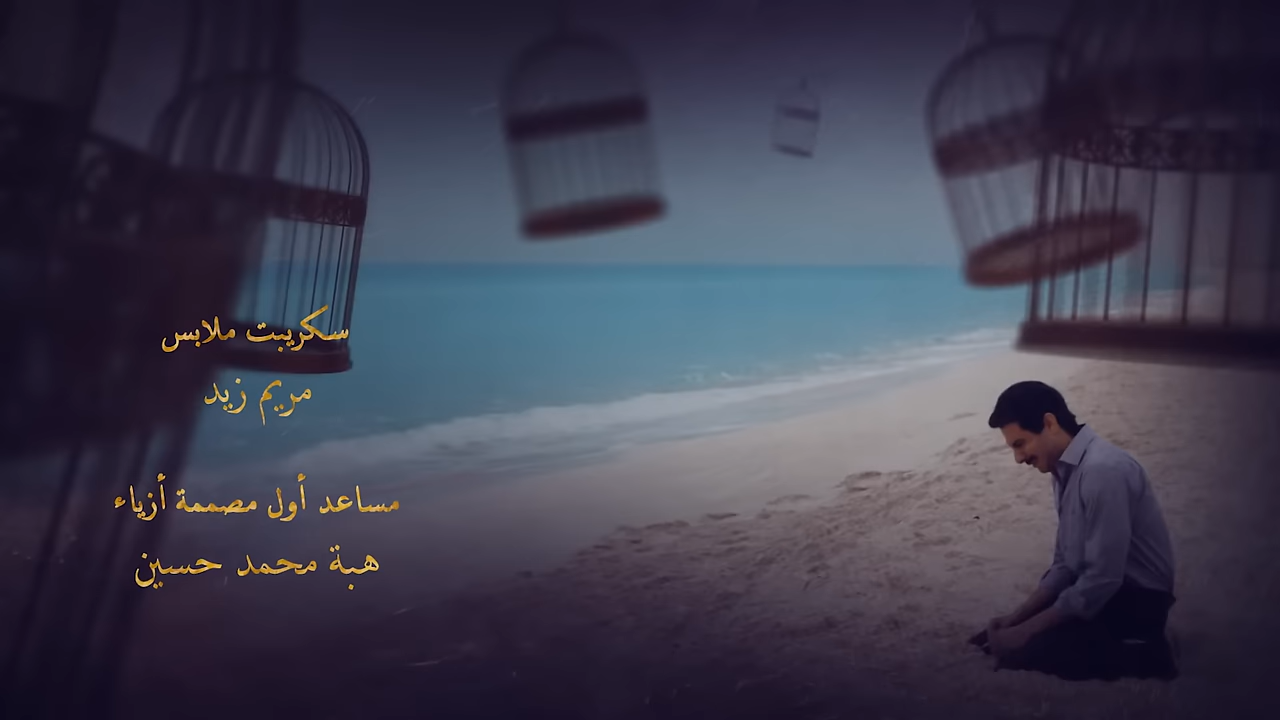 سكريبت ملابس
مريم زيد
مساعد أول مصممة أزياء
هبة محمد حسين